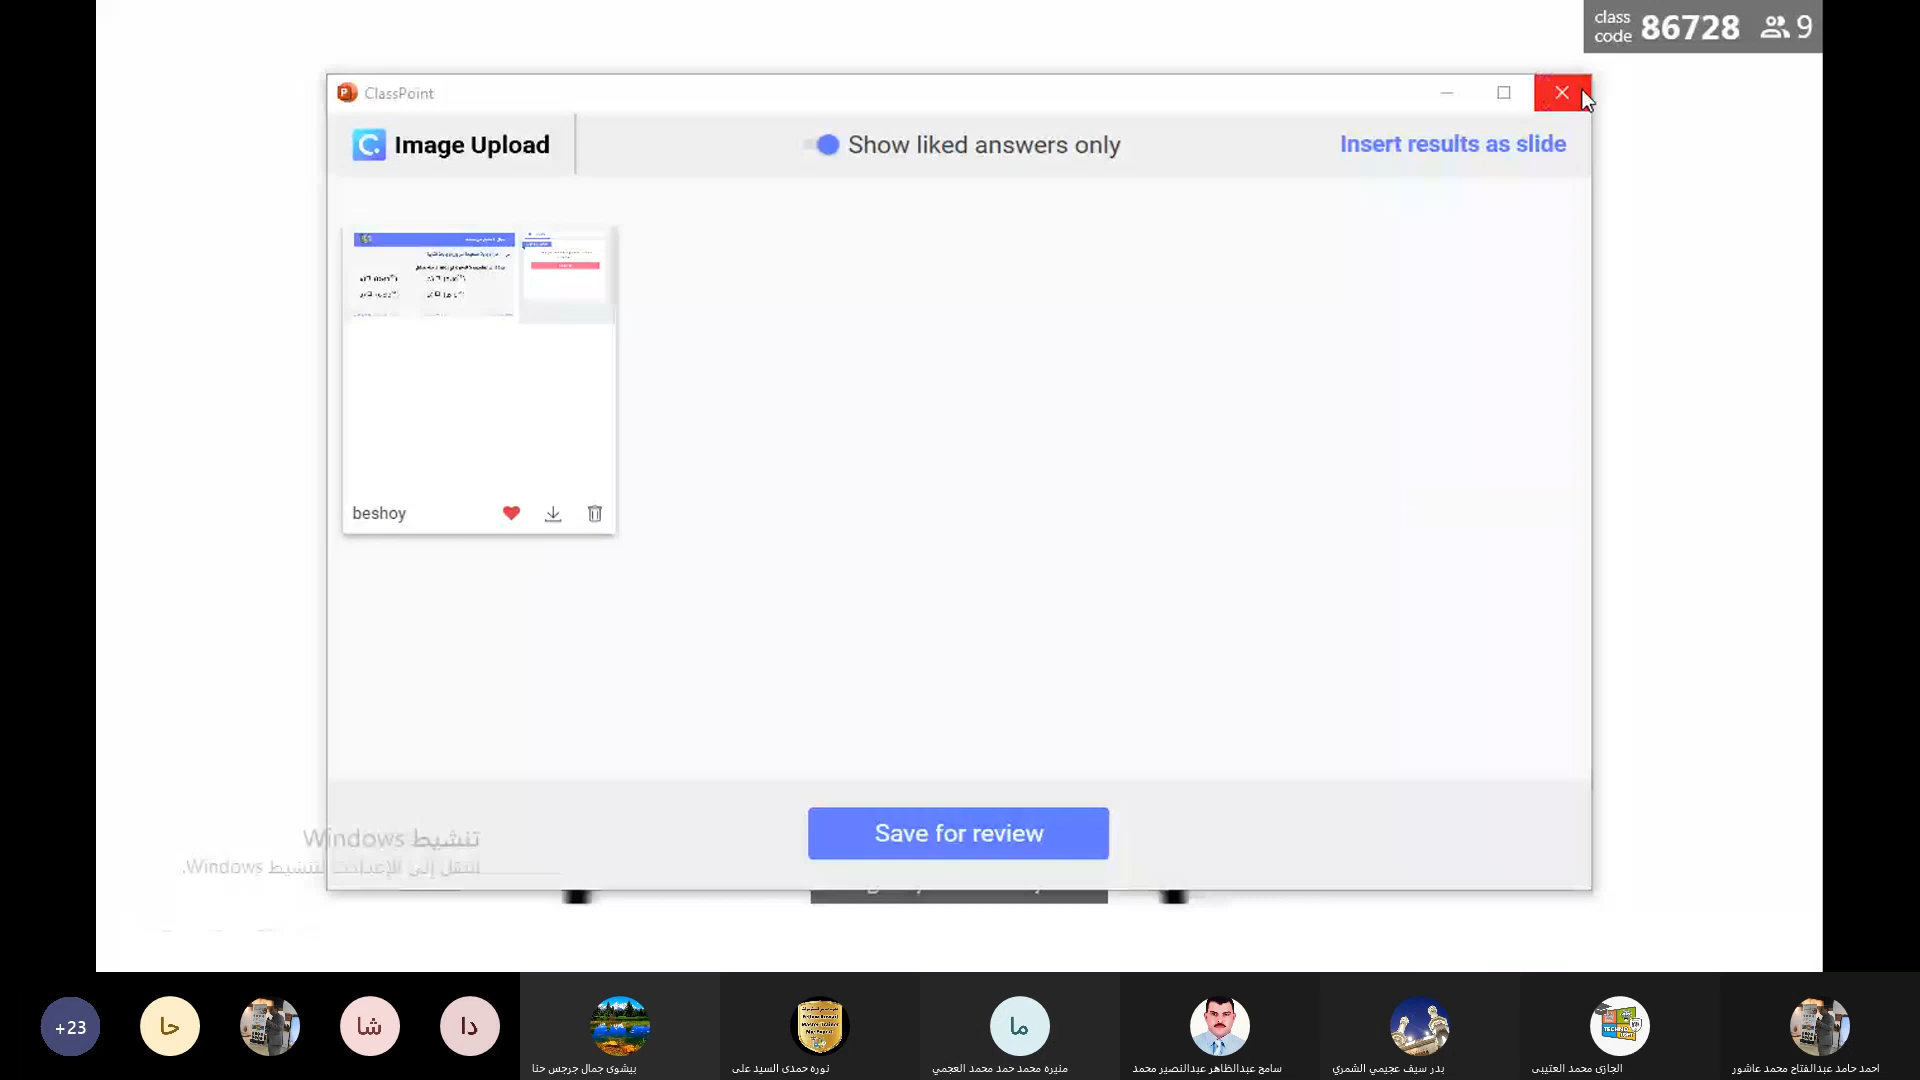 class code 86728 9
ClassPoint
Image Upload
Show liked answers only
Insert results as slide
beshoy
Save for review
تنشيط Windows
انتقل إلى الإعدادات لتنشيط Windows.
+23
حا
شا
دا
ما
بيشوى جمال جرجس حنا
نوره حمدى السيد على
منيره محمد حمد محمد العجمي
سامح عبدالظاهر عبدالنصير محمد
بدر سيف عجيمي الشمري
الجازى محمد العتيبى
احمد حامد عبدالفتاح محمد عاشور